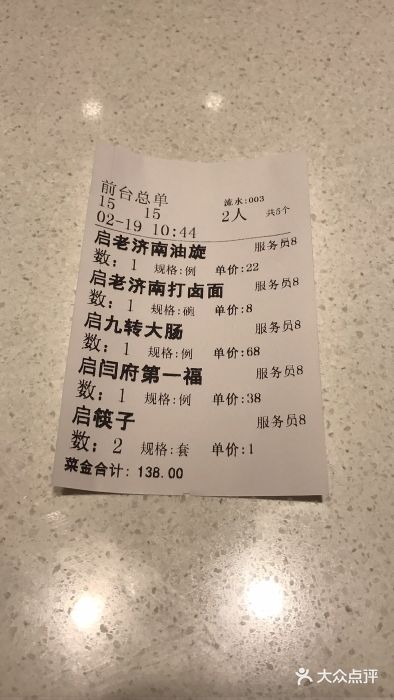 前台总单
流水:003
15 15
2人 共5个
02-19 10:44
启老济南油旋 服务员8
数: 1 规格:例 单价:22
启老济南打卤面 服务员8
数: 1 规格:碗 单价:8
启九转大肠 服务员8
数: 1 规格:例 单价:68
启闫府第一福 服务员8
数: 1 规格:例 单价:38
启筷子 服务员8
数: 2 规格:套 单价:1
菜金合计: 138.00
大众点评